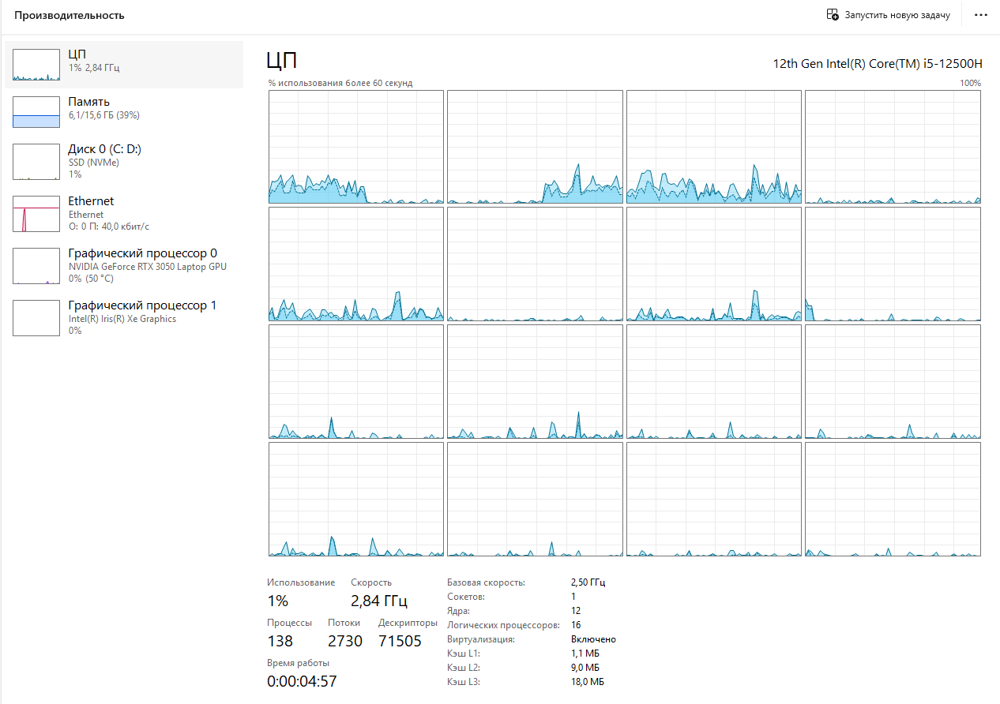 Производительность
Запустить новую задачу
ЦП
1% 2,84 ГГц
Память
6,1/15,6 ГБ (39%)
Диск 0 (C: D:)
SSD (NVMe)
1%
Ethernet
Ethernet
О: 0 П: 40,0 кбит/с
Графический процессор 0
NVIDIA GeForce RTX 3050 Laptop GPU
0% (50 °C)
Графический процессор 1
Intel(R) Iris(R) Xe Graphics
0%
ЦП
12th Gen Intel(R) Core(TM) i5-12500H
% использования более 60 секунд
100%
Использование
Скорость
1%
2,84 ГГц
Процессы
Потоки
Дескрипторы
138
2730
71505
Время работы
0:00:04:57
Базовая скорость: 2,50 ГГц
Сокетов: 1
Ядра: 12
Логических процессоров: 16
Виртуализация: Включено
Кэш L1: 1,1 МБ
Кэш L2: 9,0 МБ
Кэш L3: 18,0 МБ